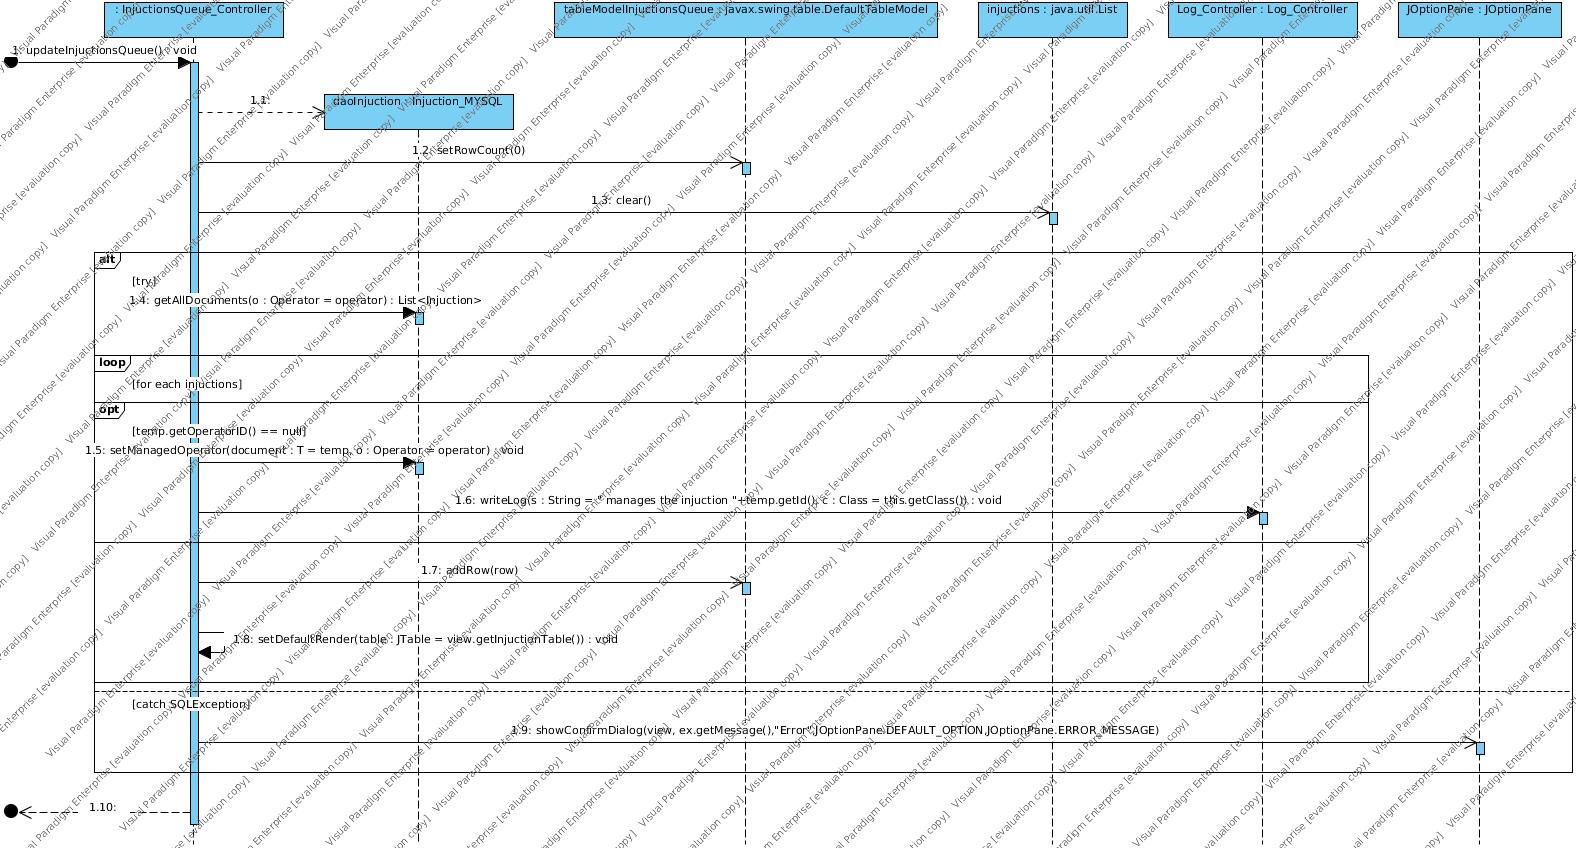 : InjuctionsQueue_Controller
tableModelInjuctionsQueue : javax.swing.table.DefaultTableModel
injuctions : java.util.List
Log_Controller : Log_Controller
JOptionPane : JOptionPane
1: updateInjuctionsQueue() : void
1.1:
daoInjuction : Injuction_MYSQL
1.2: setRowCount(0)
1.3: clear()
alt
[try]
1.4: getAllDocuments(o : Operator = operator) : List<Injuction>
loop
[for each injuctions]
opt
[temp.getOperatorID() == null]
1.5: setManagedOperator(document : T = temp, o : Operator = operator) : void
1.6: writeLog(s : String = " manages the injuction "+temp.getId(), c : Class = this.getClass()) : void
1.7: addRow(row)
1.8: setDefaultRender(table : JTable = view.getInjuctionTable()) : void
[catch SQLException]
1.9: showConfirmDialog(view, ex.getMessage(),"Error",JOptionPane.DEFAULT_OPTION,JOptionPane.ERROR_MESSAGE)
1.10:
Visual Paradigm Enterprise [evaluation copy]